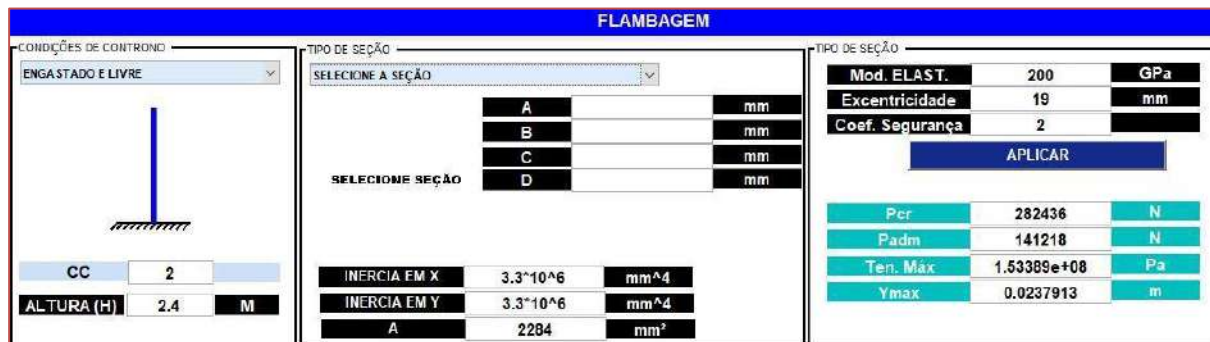 FLAMBAGEM
CONDIÇÕES DE CONTRONO
ENGASTADO E LIVRE
CC 2
ALTURA (H) 2.4 M
TIPO DE SEÇÃO
SELECIONE A SEÇÃO
A mm
B mm
C mm
SELECIONE SEÇÃO D mm
INERCIA EM X 3.3*10^6 mm^4
INERCIA EM Y 3.3*10^6 mm^4
A 2284 mm²
TIPO DE SEÇÃO
Mod. ELAST. 200 GPa
Excentricidade 19 mm
Coef. Segurança 2
APLICAR
Pcr 282436 N
Padm 141218 N
Ten. Máx 1.53389e+08 Pa
Ymax 0.0237913 m